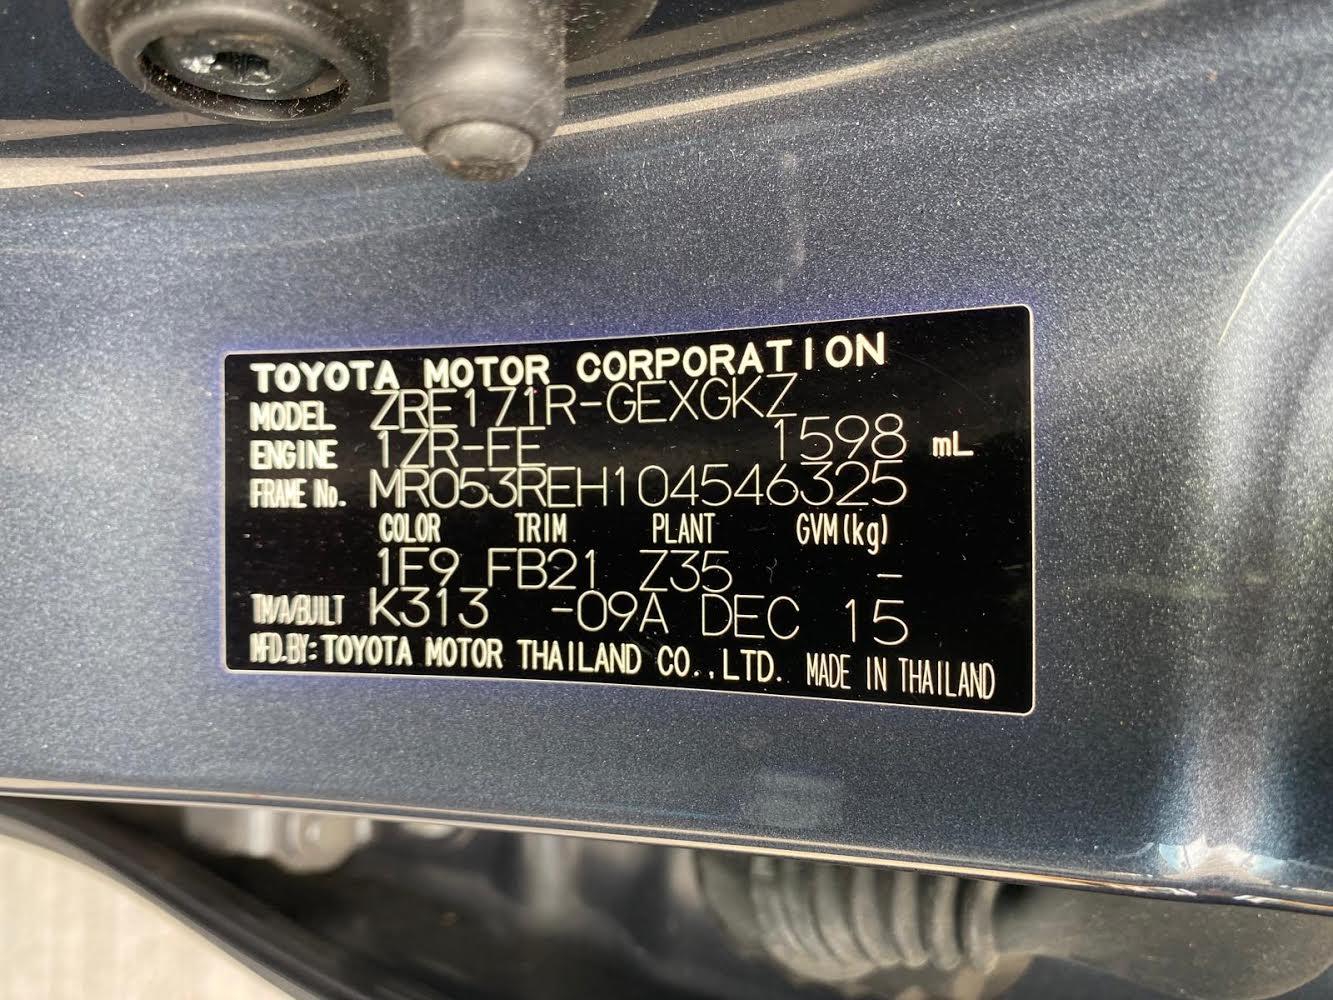 TOYOTA MOTOR CORPORATION
MODEL ZRE171R-GEXGKZ
ENGINE 1ZR-FE 1598 mL
FRAME No. MR053REH104546325
COLOR TRIM PLANT GVM(kg)
1F9 FB21 Z35 -
TM/A/BUILT K313 -09A DEC 15
MFD.BY:TOYOTA MOTOR THAILAND CO.,LTD. MADE IN THAILAND